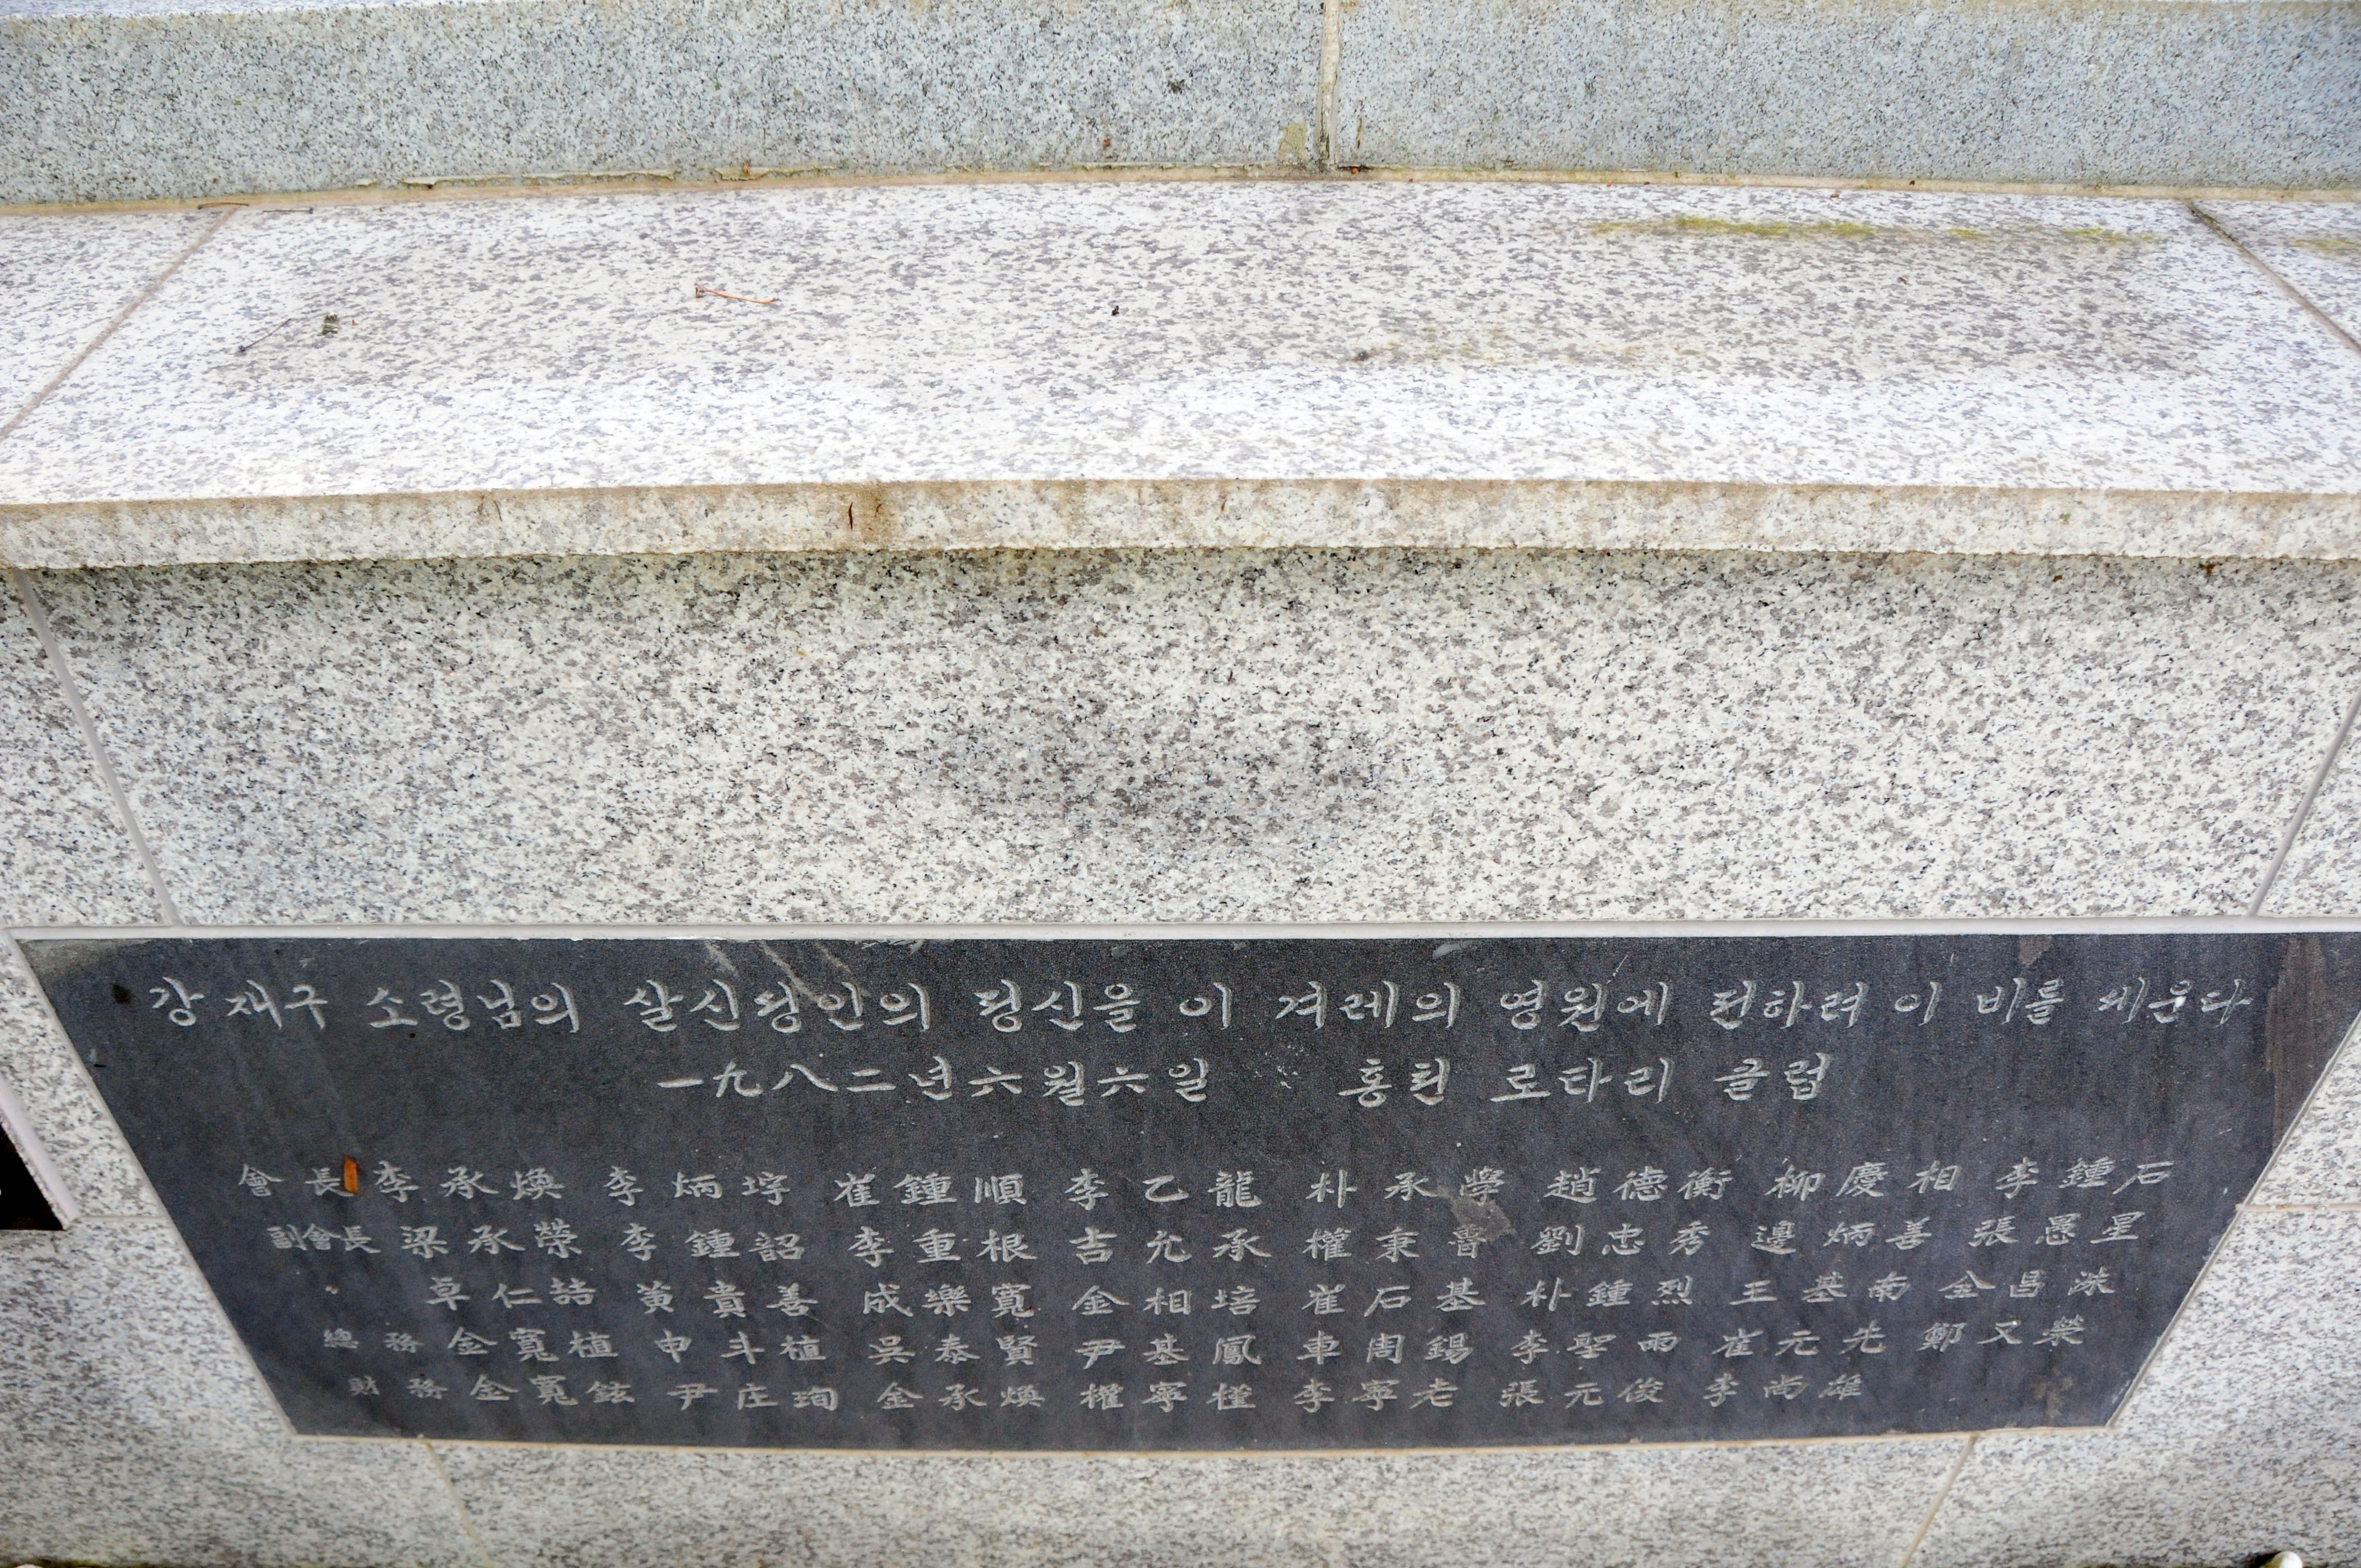 강재구 소령님의 살신성인의 정신을 이 겨레의 영원에 전하려 이 비를 세운다
一九八二년六월六일 홍천 로타리 클럽
會長 李承煥 李炳垶 崔鍾順 李乙龍 朴承學 趙德衡 柳慶相 李鍾石
副會長 梁承榮 李鍾韶 李重根 吉允承 權秉曹 劉忠秀 邊炳善 張恩星
〃 卓仁喆 黃貴善 成樂寬 金相培 崔石基 朴鍾烈 王基南 金昌洙
總務 金寬植 申斗植 吳泰賢 尹基鳳 車周錫 李聖雨 崔元先 鄭又榮
財務 金寬鉉 尹庄珣 金承煥 權寧槿 李寧老 張元俊 李尚雄